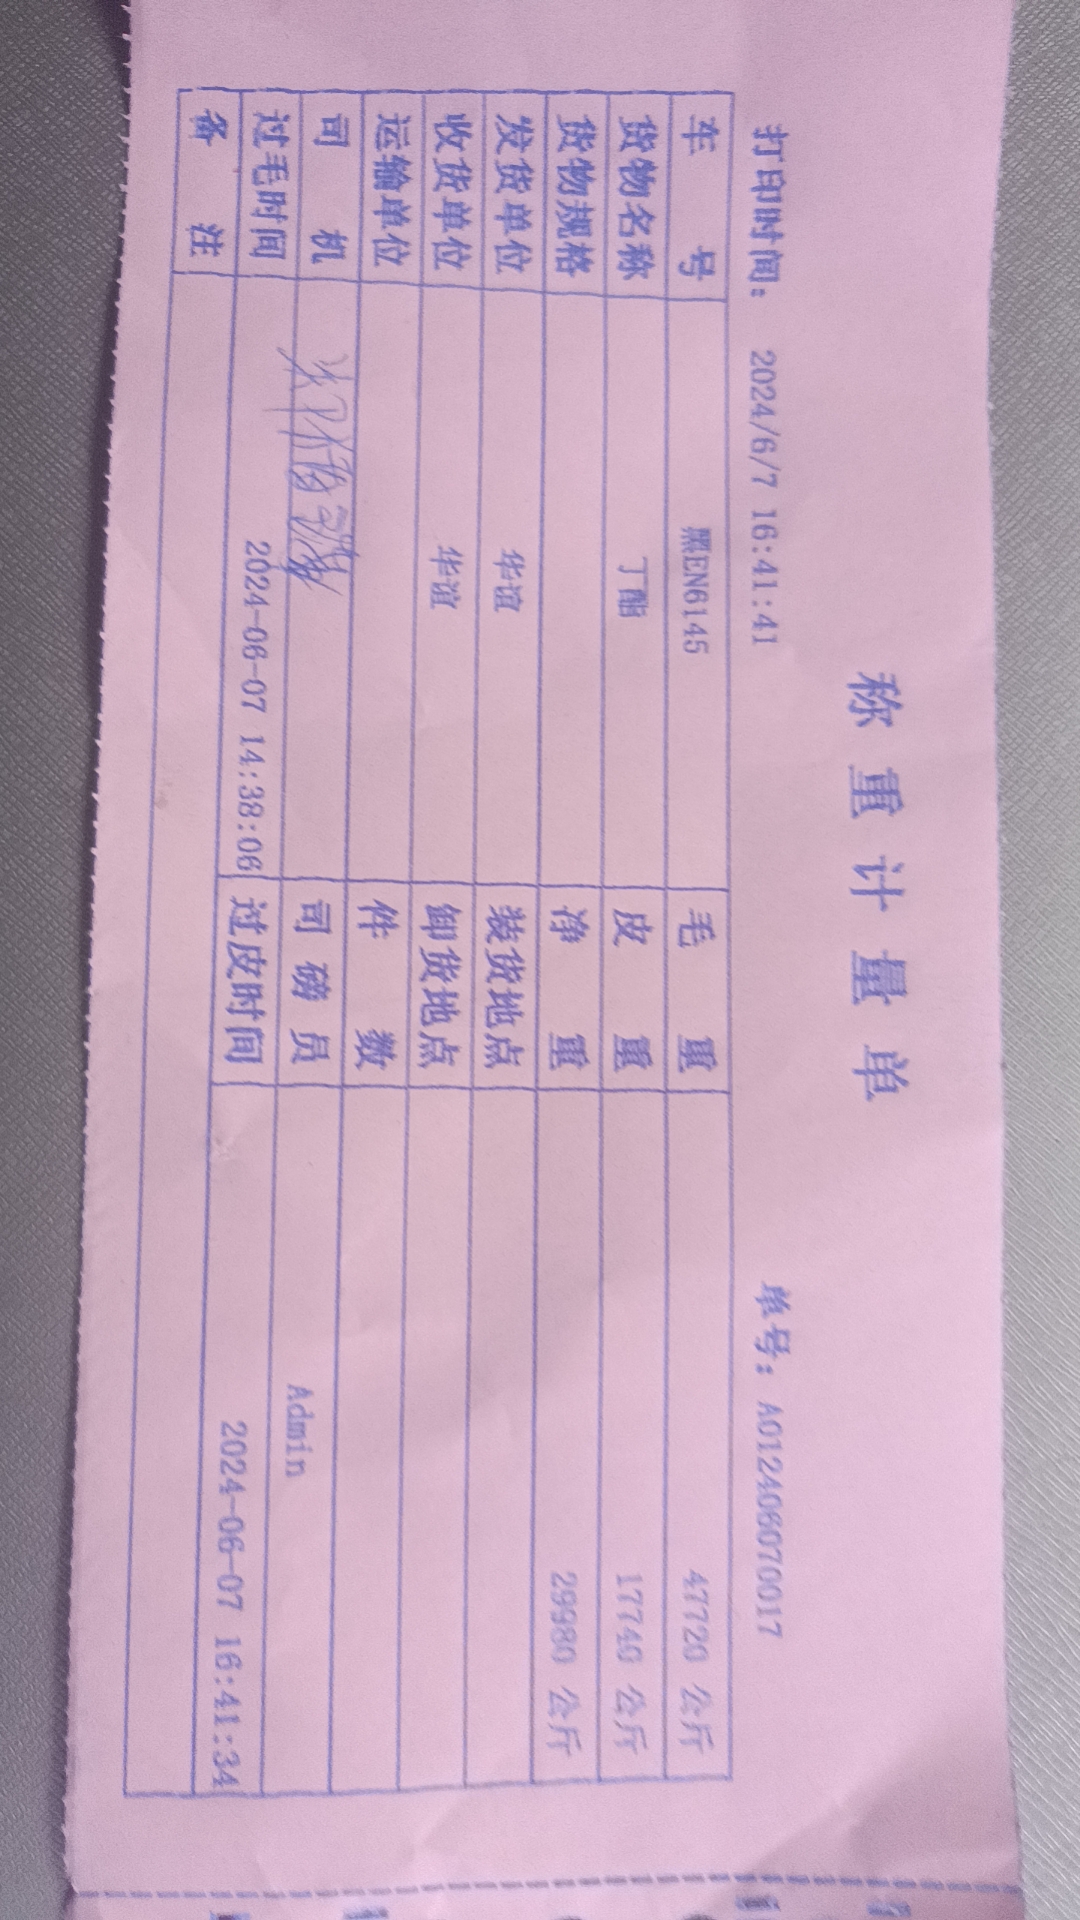 称重计量单
打印时间： 2024/6/7 16:41:41 单号：A012406070017
车号 黑EN6145 毛重 47720 公斤
货物名称 丁酯 皮重 17740 公斤
货物规格 净重 29980 公斤
发货单位 华谊 装货地点
收货单位 华谊 卸货地点
运输单位 件数
司机 司磅员 Admin
过毛时间 2024-06-07 14:38:06 过皮时间 2024-06-07 16:41:34
备注